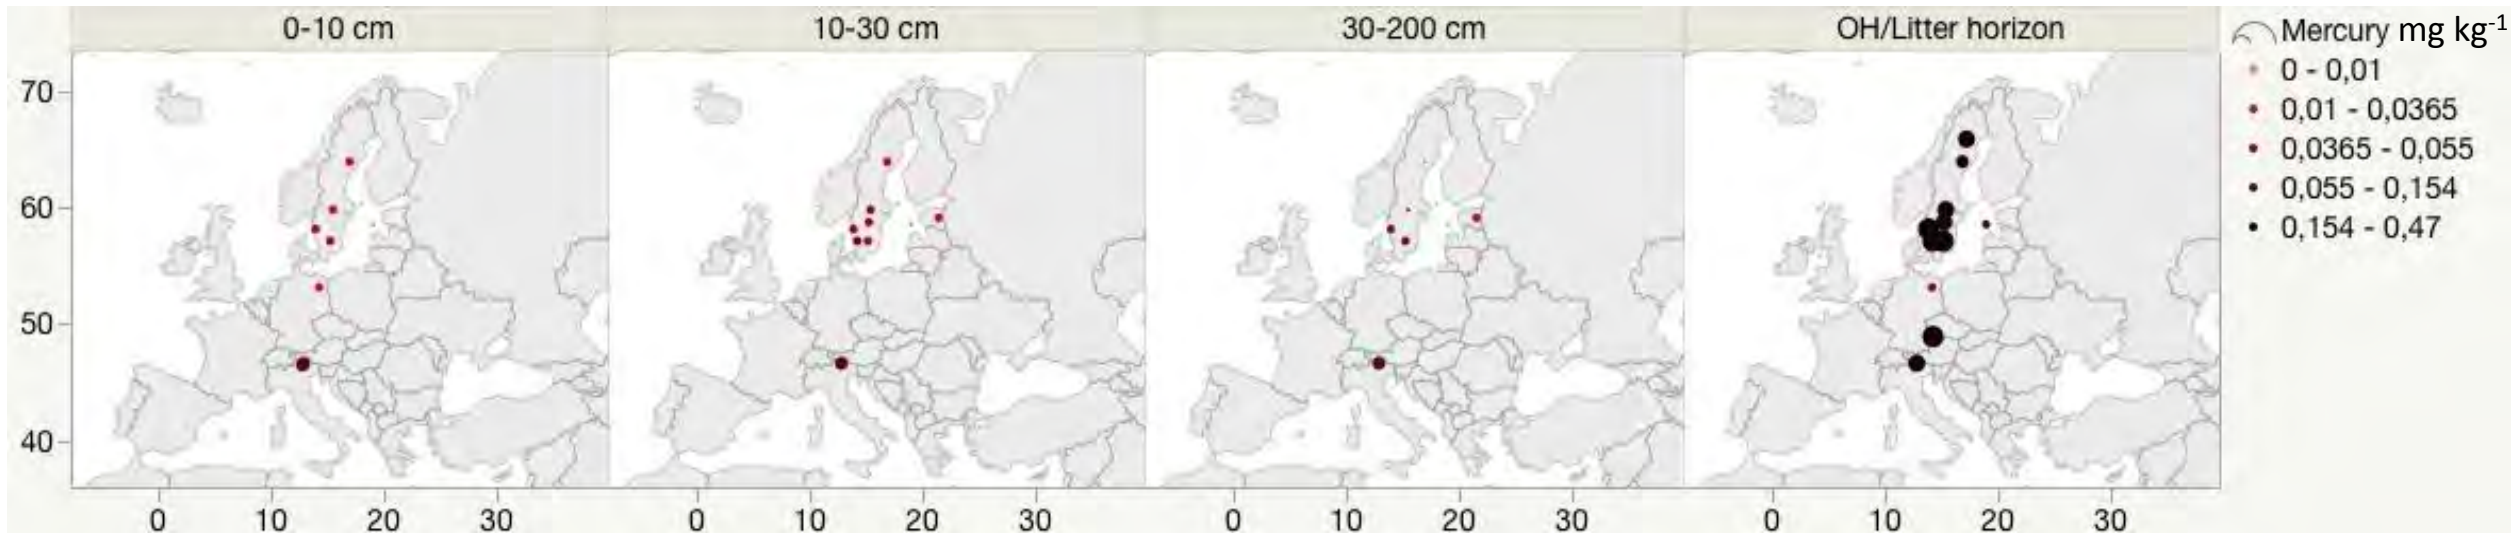 0-10 cm
10-30 cm
30-200 cm
OH/Litter horizon
Mercury mg kg-1
0 - 0,01
0,01 - 0,0365
0,0365 - 0,055
0,055 - 0,154
0,154 - 0,47
70
60
50
40
0 10 20 30
0 10 20 30
0 10 20 30
0 10 20 30